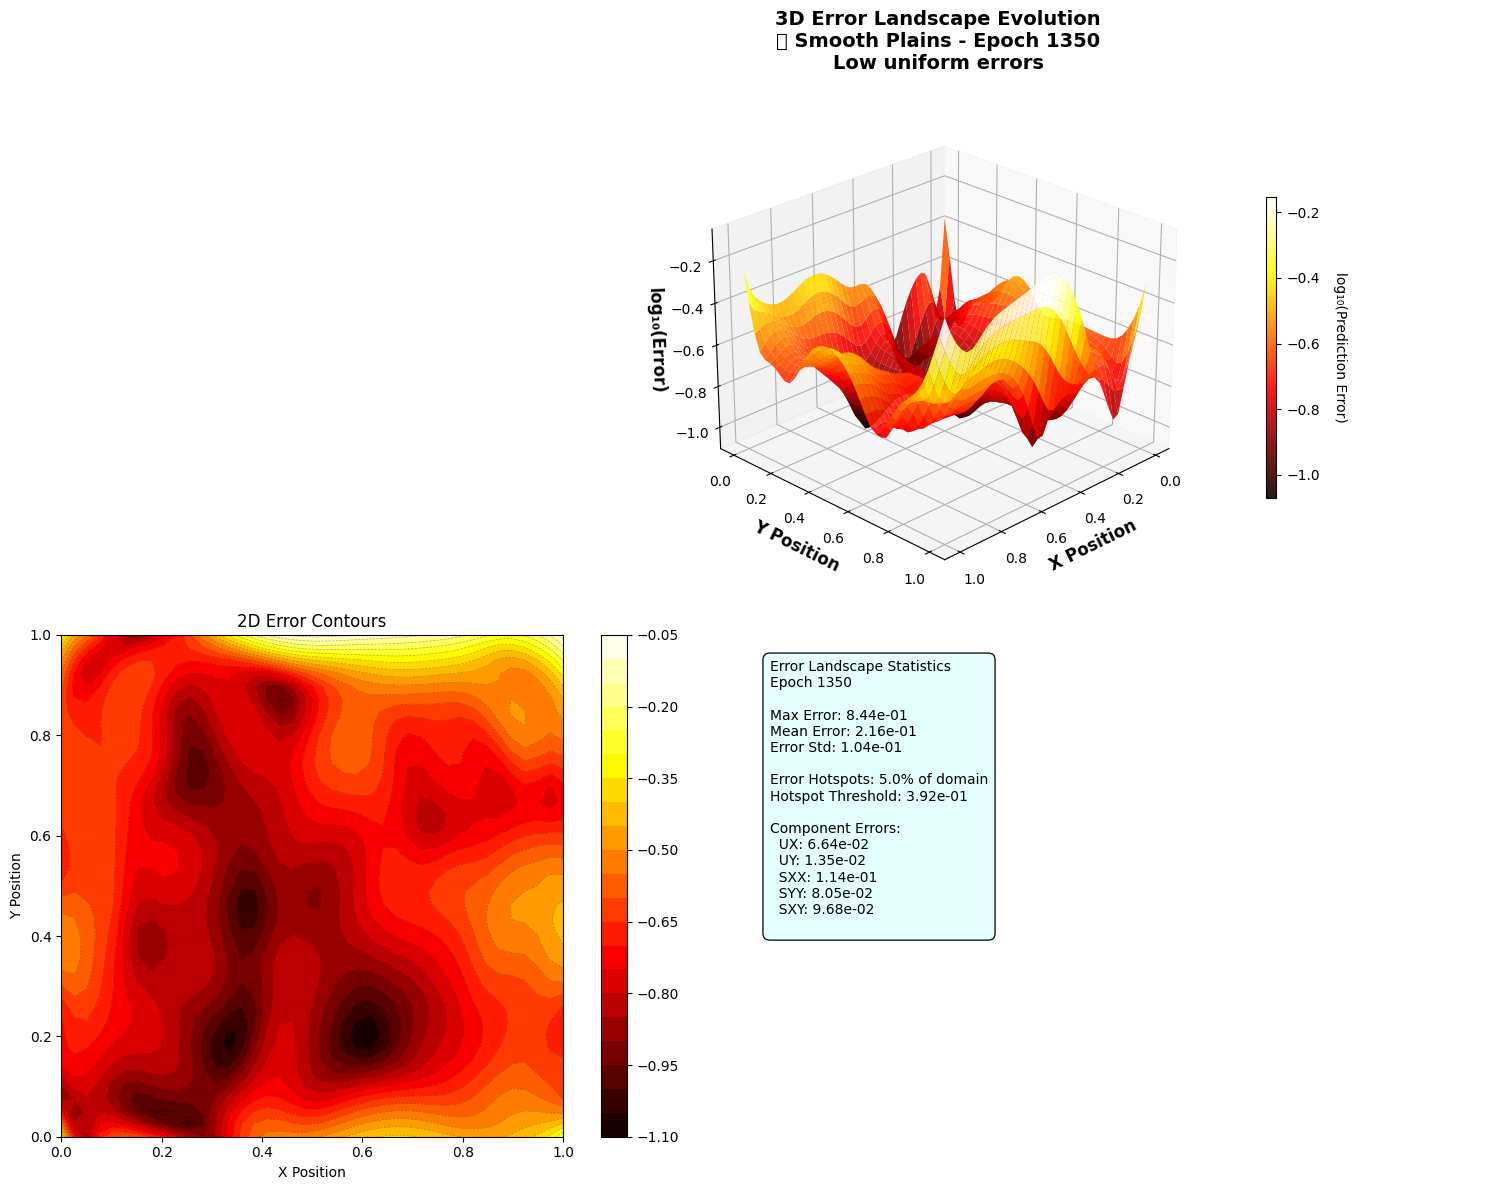 3D Error Landscape Evolution
▯ Smooth Plains - Epoch 1350
Low uniform errors
−0.2
−0.4
−0.6
−0.8
−1.0
log₁₀(Error)
0.0
0.2
0.4
0.6
0.8
1.0
Y Position
0.0
0.2
0.4
0.6
0.8
1.0
X Position
−0.2
−0.4
−0.6
−0.8
−1.0
log₁₀(Prediction Error)
2D Error Contours
1.0
0.8
0.6
0.4
0.2
0.0
Y Position
0.0 0.2 0.4 0.6 0.8 1.0
X Position
−0.05
−0.20
−0.35
−0.50
−0.65
−0.80
−0.95
−1.10
Error Landscape Statistics
Epoch 1350
Max Error: 8.44e-01
Mean Error: 2.16e-01
Error Std: 1.04e-01
Error Hotspots: 5.0% of domain
Hotspot Threshold: 3.92e-01
Component Errors:
UX: 6.64e-02
UY: 1.35e-02
SXX: 1.14e-01
SYY: 8.05e-02
SXY: 9.68e-02